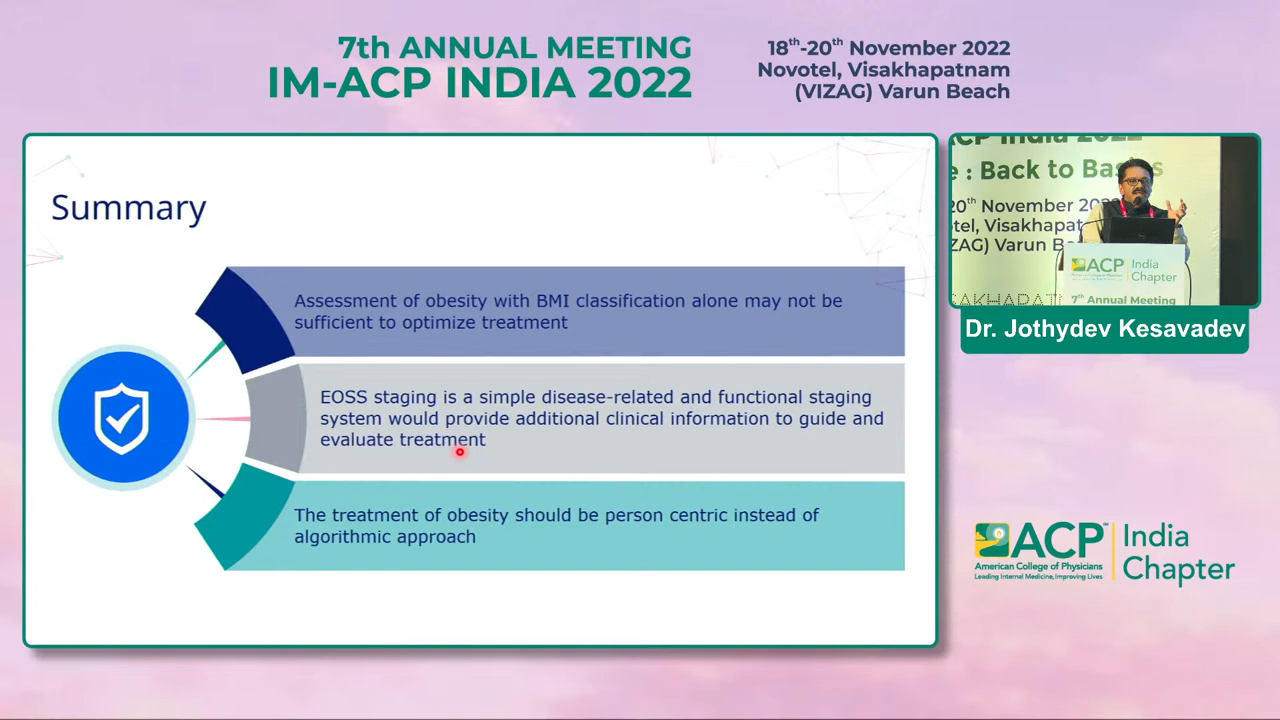 7th ANNUAL MEETING
IM-ACP INDIA 2022
18th-20th November 2022
Novotel, Visakhapatnam
(VIZAG) Varun Beach
Summary
Assessment of obesity with BMI classification alone may not be
sufficient to optimize treatment
EOSS staging is a simple disease-related and functional staging
system would provide additional clinical information to guide and
evaluate treatment
The treatment of obesity should be person centric instead of
algorithmic approach
ACP India 2022
: Back to Basics
20th November 2022
Visakhapat
Varun B
ACP India
Chapter
7th Annual Meeting
Dr. Jothydev Kesavadev
ACP
American College of Physicians
Leading Internal Medicine, Improving Lives
India
Chapter